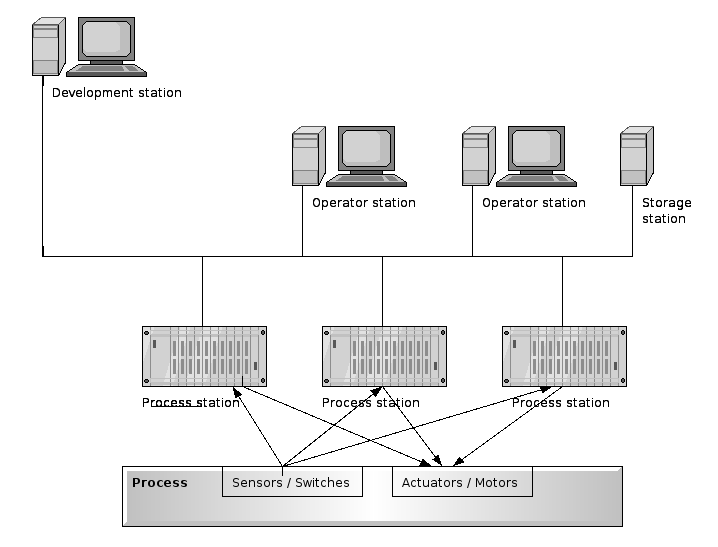 Development station
Operator station
Operator station
Storage
station
Process station
Process station
Process station
Process
Sensors / Switches
Actuators / Motors